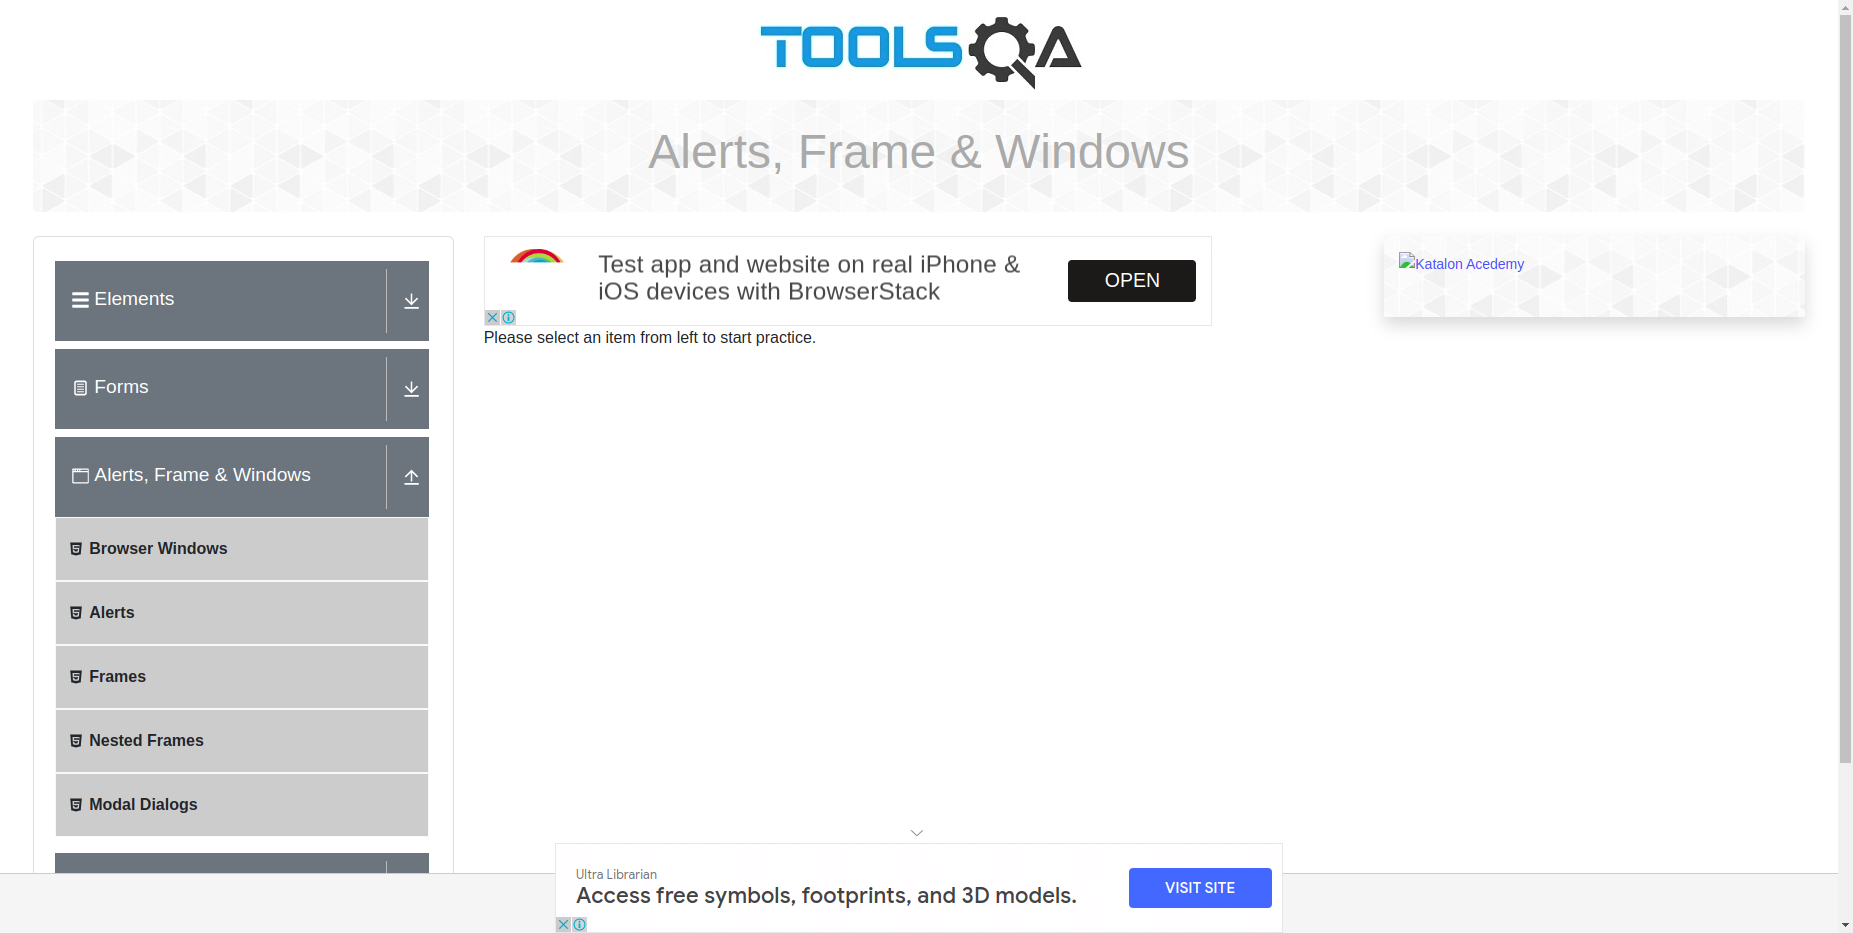 TOOLSQA
Alerts, Frame & Windows
Elements
Forms
Alerts, Frame & Windows
Browser Windows
Alerts
Frames
Nested Frames
Modal Dialogs
Test app and website on real iPhone &
iOS devices with BrowserStack
OPEN
Please select an item from left to start practice.
Katalon Acedemy
Ultra Librarian
Access free symbols, footprints, and 3D models.
VISIT SITE